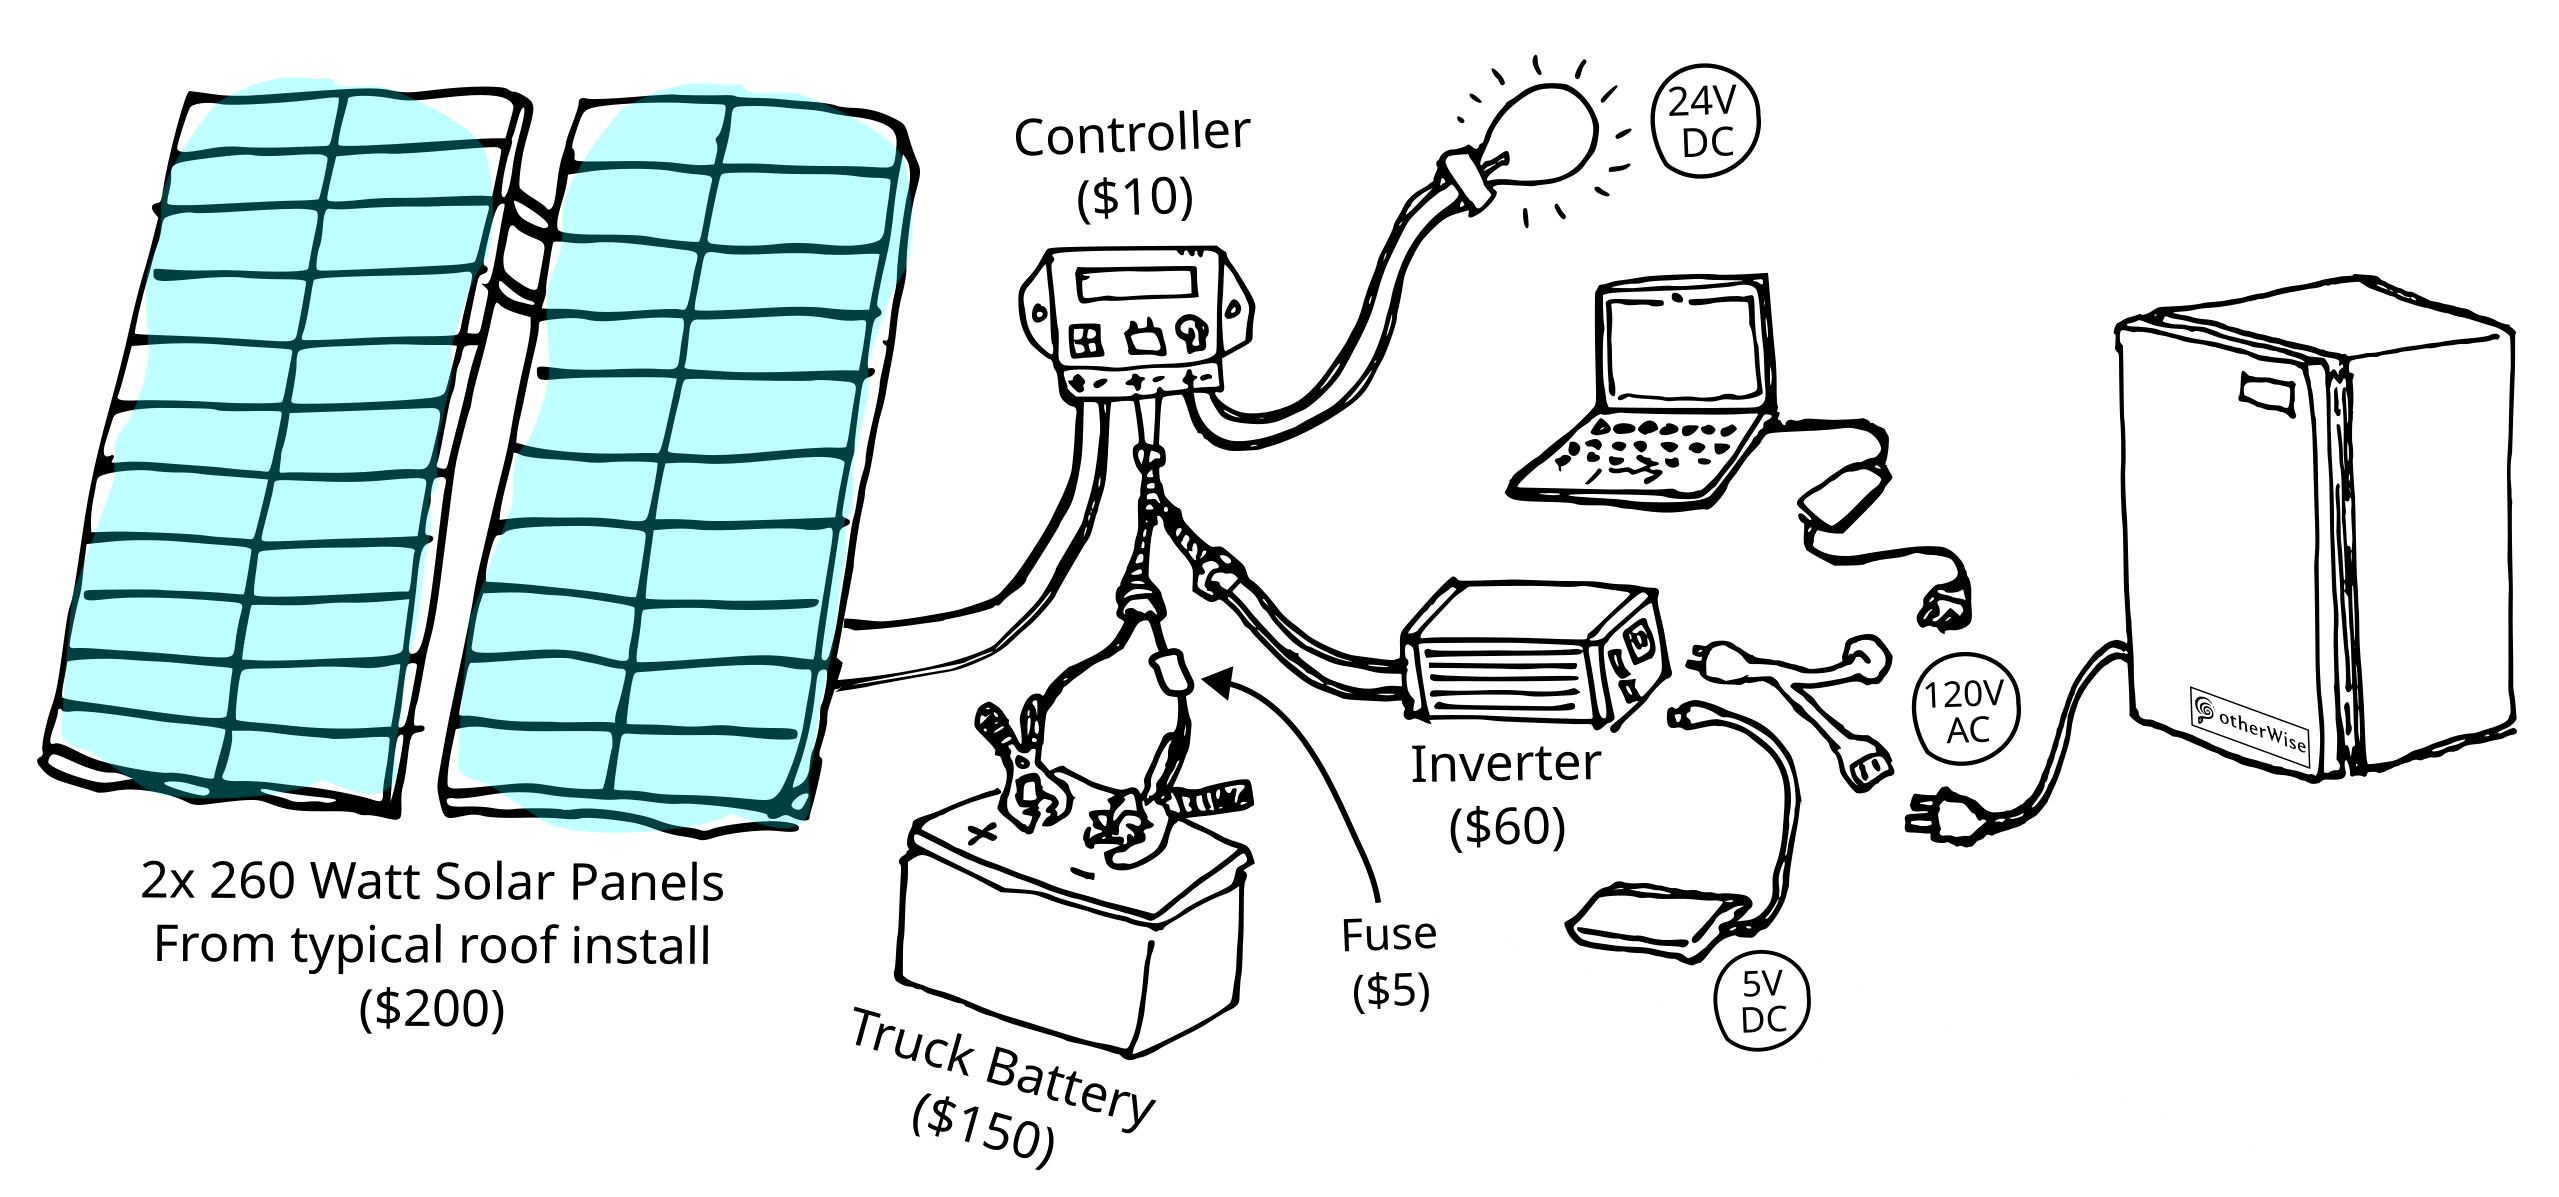 2x 260 Watt Solar Panels
From typical roof install
($200)
Controller
($10)
24V
DC
Truck Battery
($150)
Fuse
($5)
Inverter
($60)
120V
AC
5V
DC
otherWise